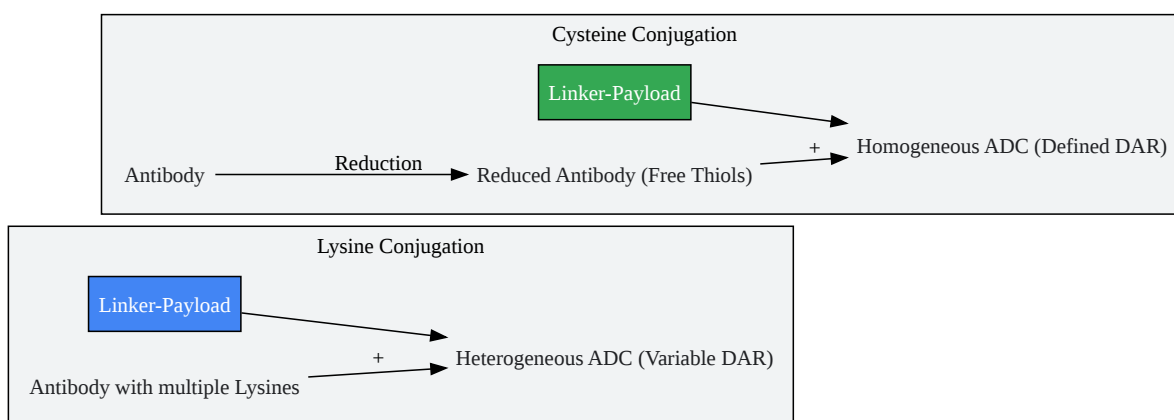 Cysteine Conjugation
Linker-Payload
Antibody
Reduction
Reduced Antibody (Free Thiols)
+
Homogeneous ADC (Defined DAR)
Lysine Conjugation
Linker-Payload
Antibody with multiple Lysines
+
Heterogeneous ADC (Variable DAR)